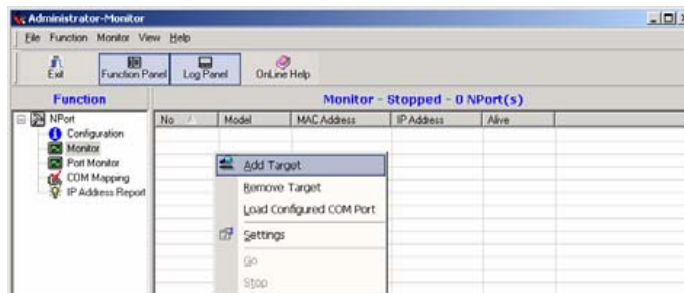 Administrator-Monitor
File Function Monitor View Help
Exit Function Panel Log Panel OnLine Help
Function
Monitor - Stopped - 0 NPort(s)
NPort
Configuration
Monitor
Port Monitor
COM Mapping
IP Address Report
No Model MAC Address IP Address Alive
Add Target
Remove Target
Load Configured COM Port
Settings
Go
Stop